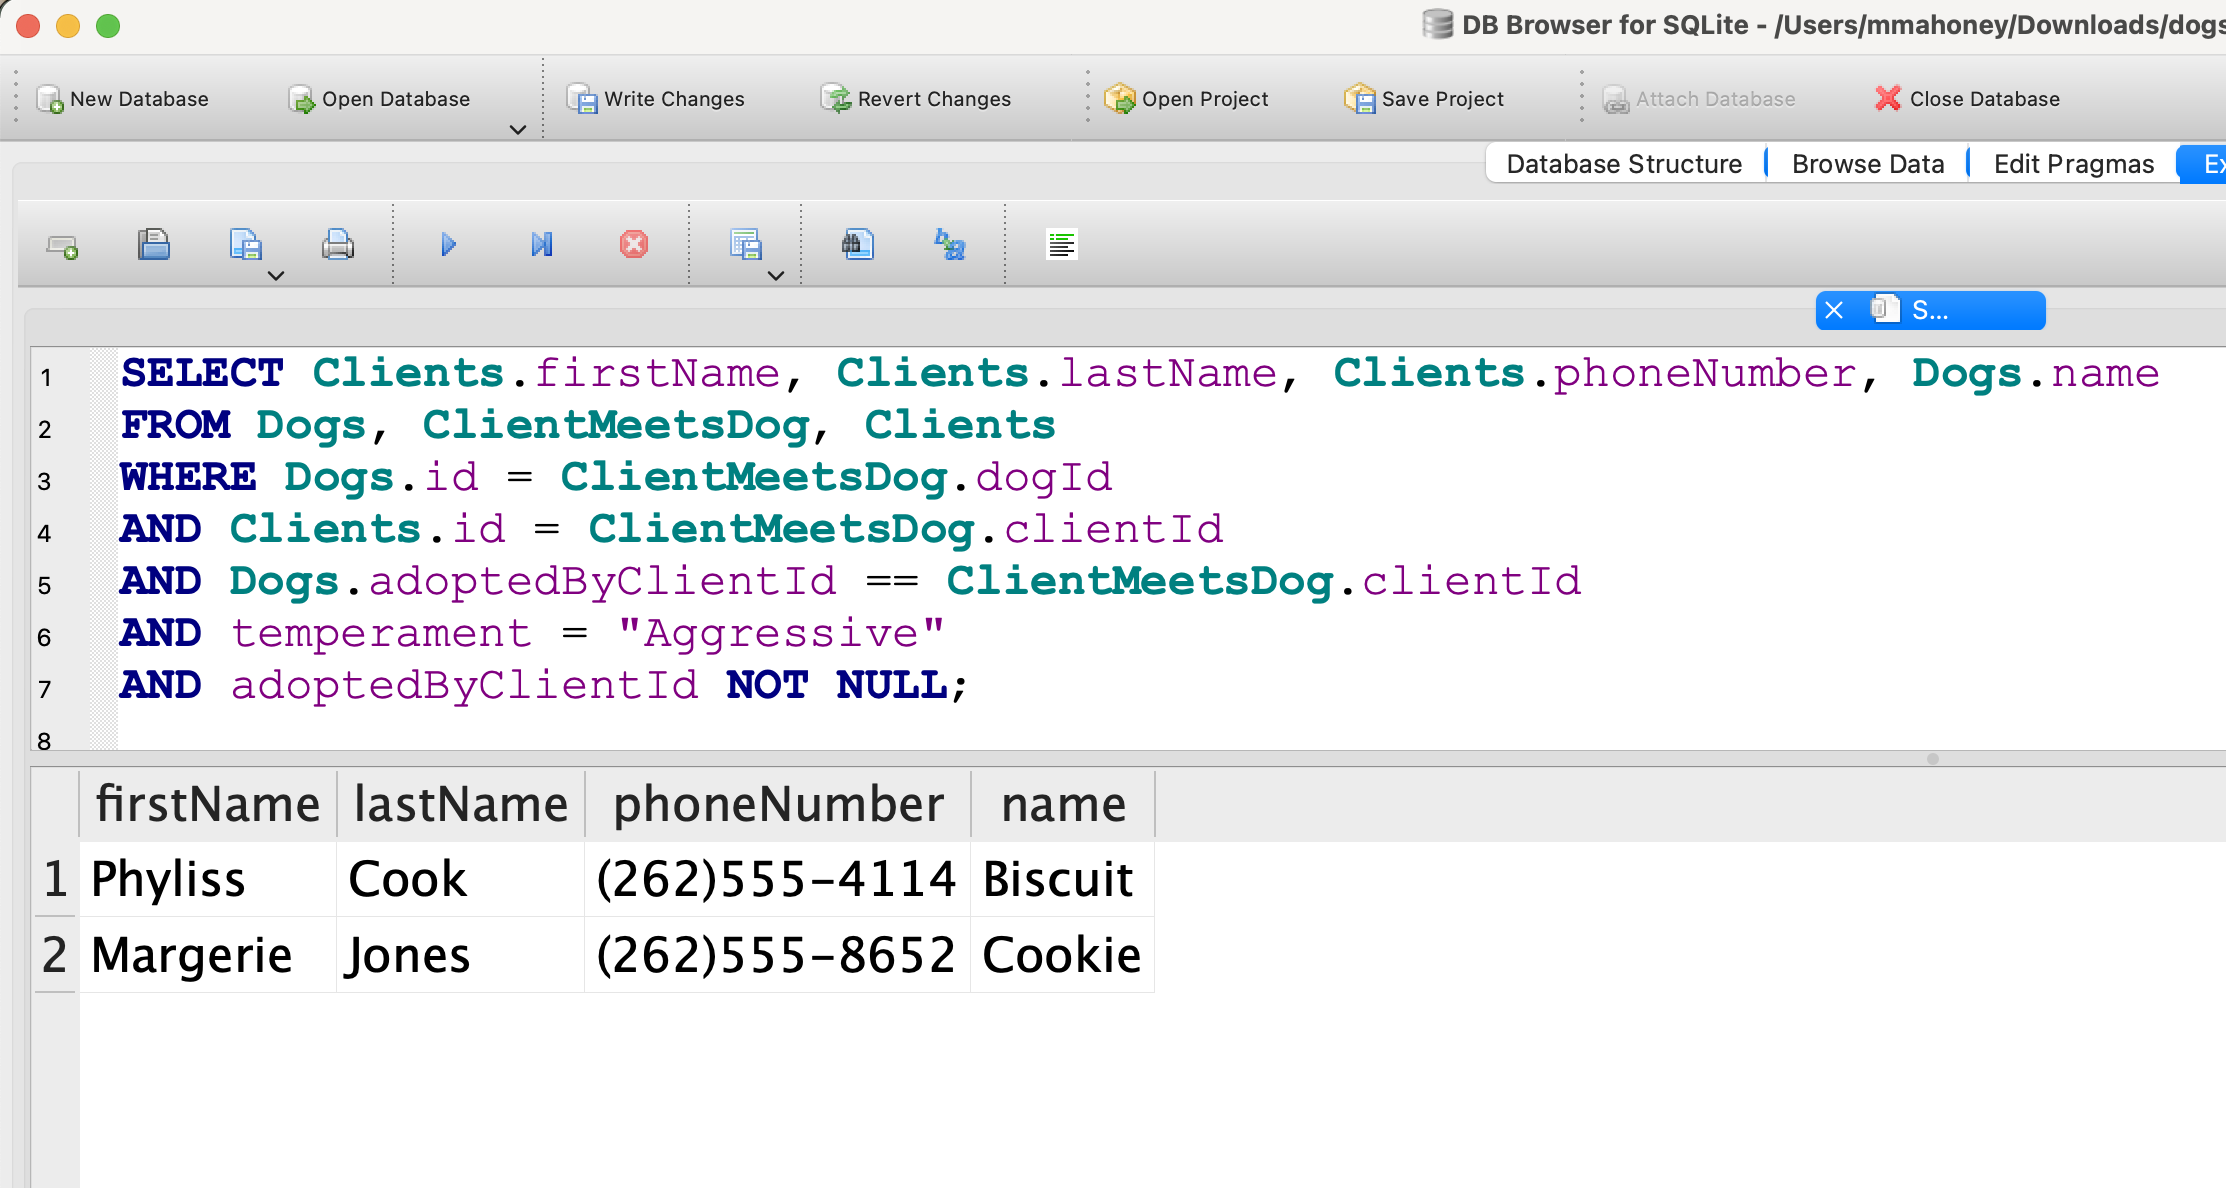 DB Browser for SQLite - /Users/mmahoney/Downloads/dogs
New Database Open Database Write Changes Revert Changes Open Project Save Project Attach Database Close Database
Database Structure Browse Data Edit Pragmas Ex
S...
1 SELECT Clients.firstName, Clients.lastName, Clients.phoneNumber, Dogs.name
2 FROM Dogs, ClientMeetsDog, Clients
3 WHERE Dogs.id = ClientMeetsDog.dogId
4 AND Clients.id = ClientMeetsDog.clientId
5 AND Dogs.adoptedByClientId == ClientMeetsDog.clientId
6 AND temperament = "Aggressive"
7 AND adoptedByClientId NOT NULL;
8
firstName lastName phoneNumber name
1 Phyliss Cook (262)555-4114 Biscuit
2 Margerie Jones (262)555-8652 Cookie